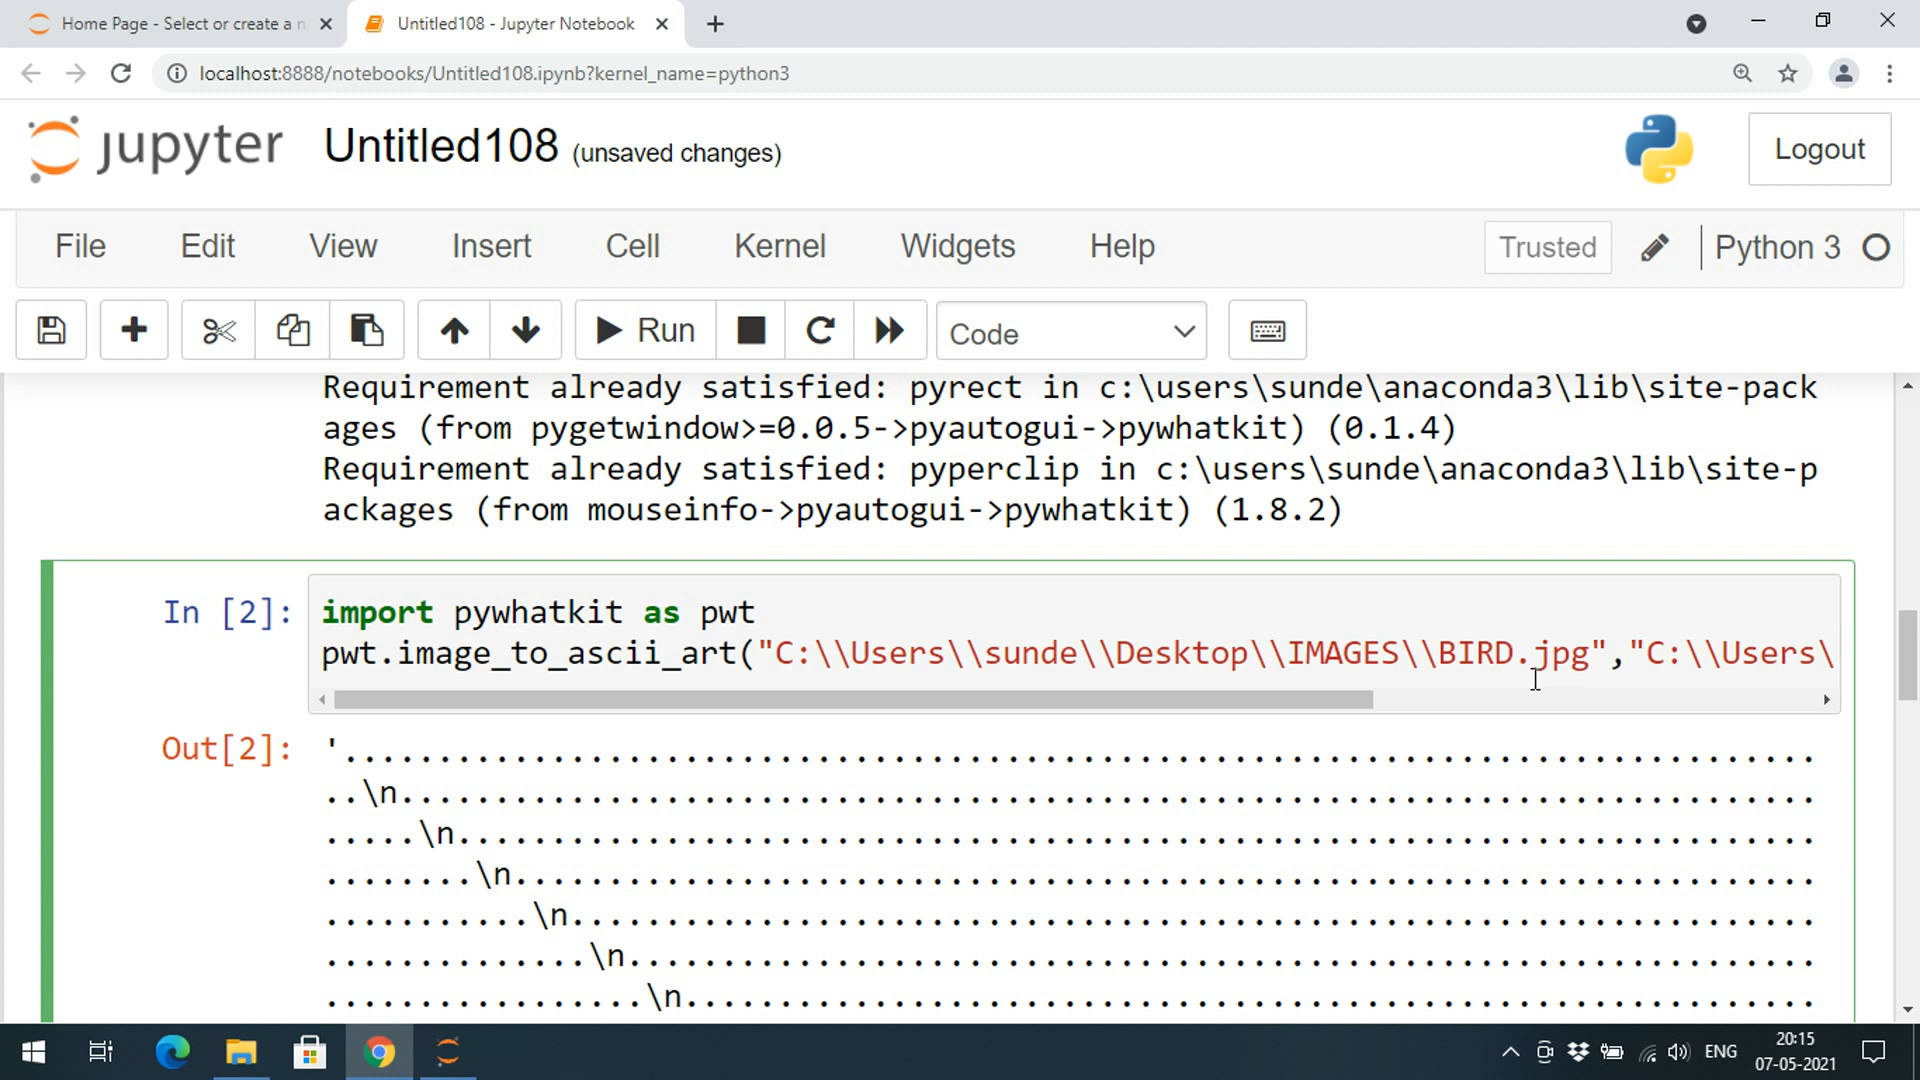 Home Page - Select or create a n
Untitled108 - Jupyter Notebook
localhost:8888/notebooks/Untitled108.ipynb?kernel_name=python3
jupyter Untitled108 (unsaved changes)
Logout
File Edit View Insert Cell Kernel Widgets Help Trusted Python 3
Run Code
Requirement already satisfied: pyrect in c:\users\sunde\anaconda3\lib\site-pack
ages (from pygetwindow>=0.0.5->pyautogui->pywhatkit) (0.1.4)
Requirement already satisfied: pyperclip in c:\users\sunde\anaconda3\lib\site-p
ackages (from mouseinfo->pyautogui->pywhatkit) (1.8.2)
In [2]: import pywhatkit as pwt
pwt.image_to_ascii_art("C:\\Users\\sunde\\Desktop\\IMAGES\\BIRD.jpg","C:\\Users\
Out[2]: '...............................................................................
..\n...........................................................................
.....\n........................................................................
........\n.....................................................................
...........\n..................................................................
..............\n...............................................................
.................\n............................................................
ENG
20:15
07-05-2021